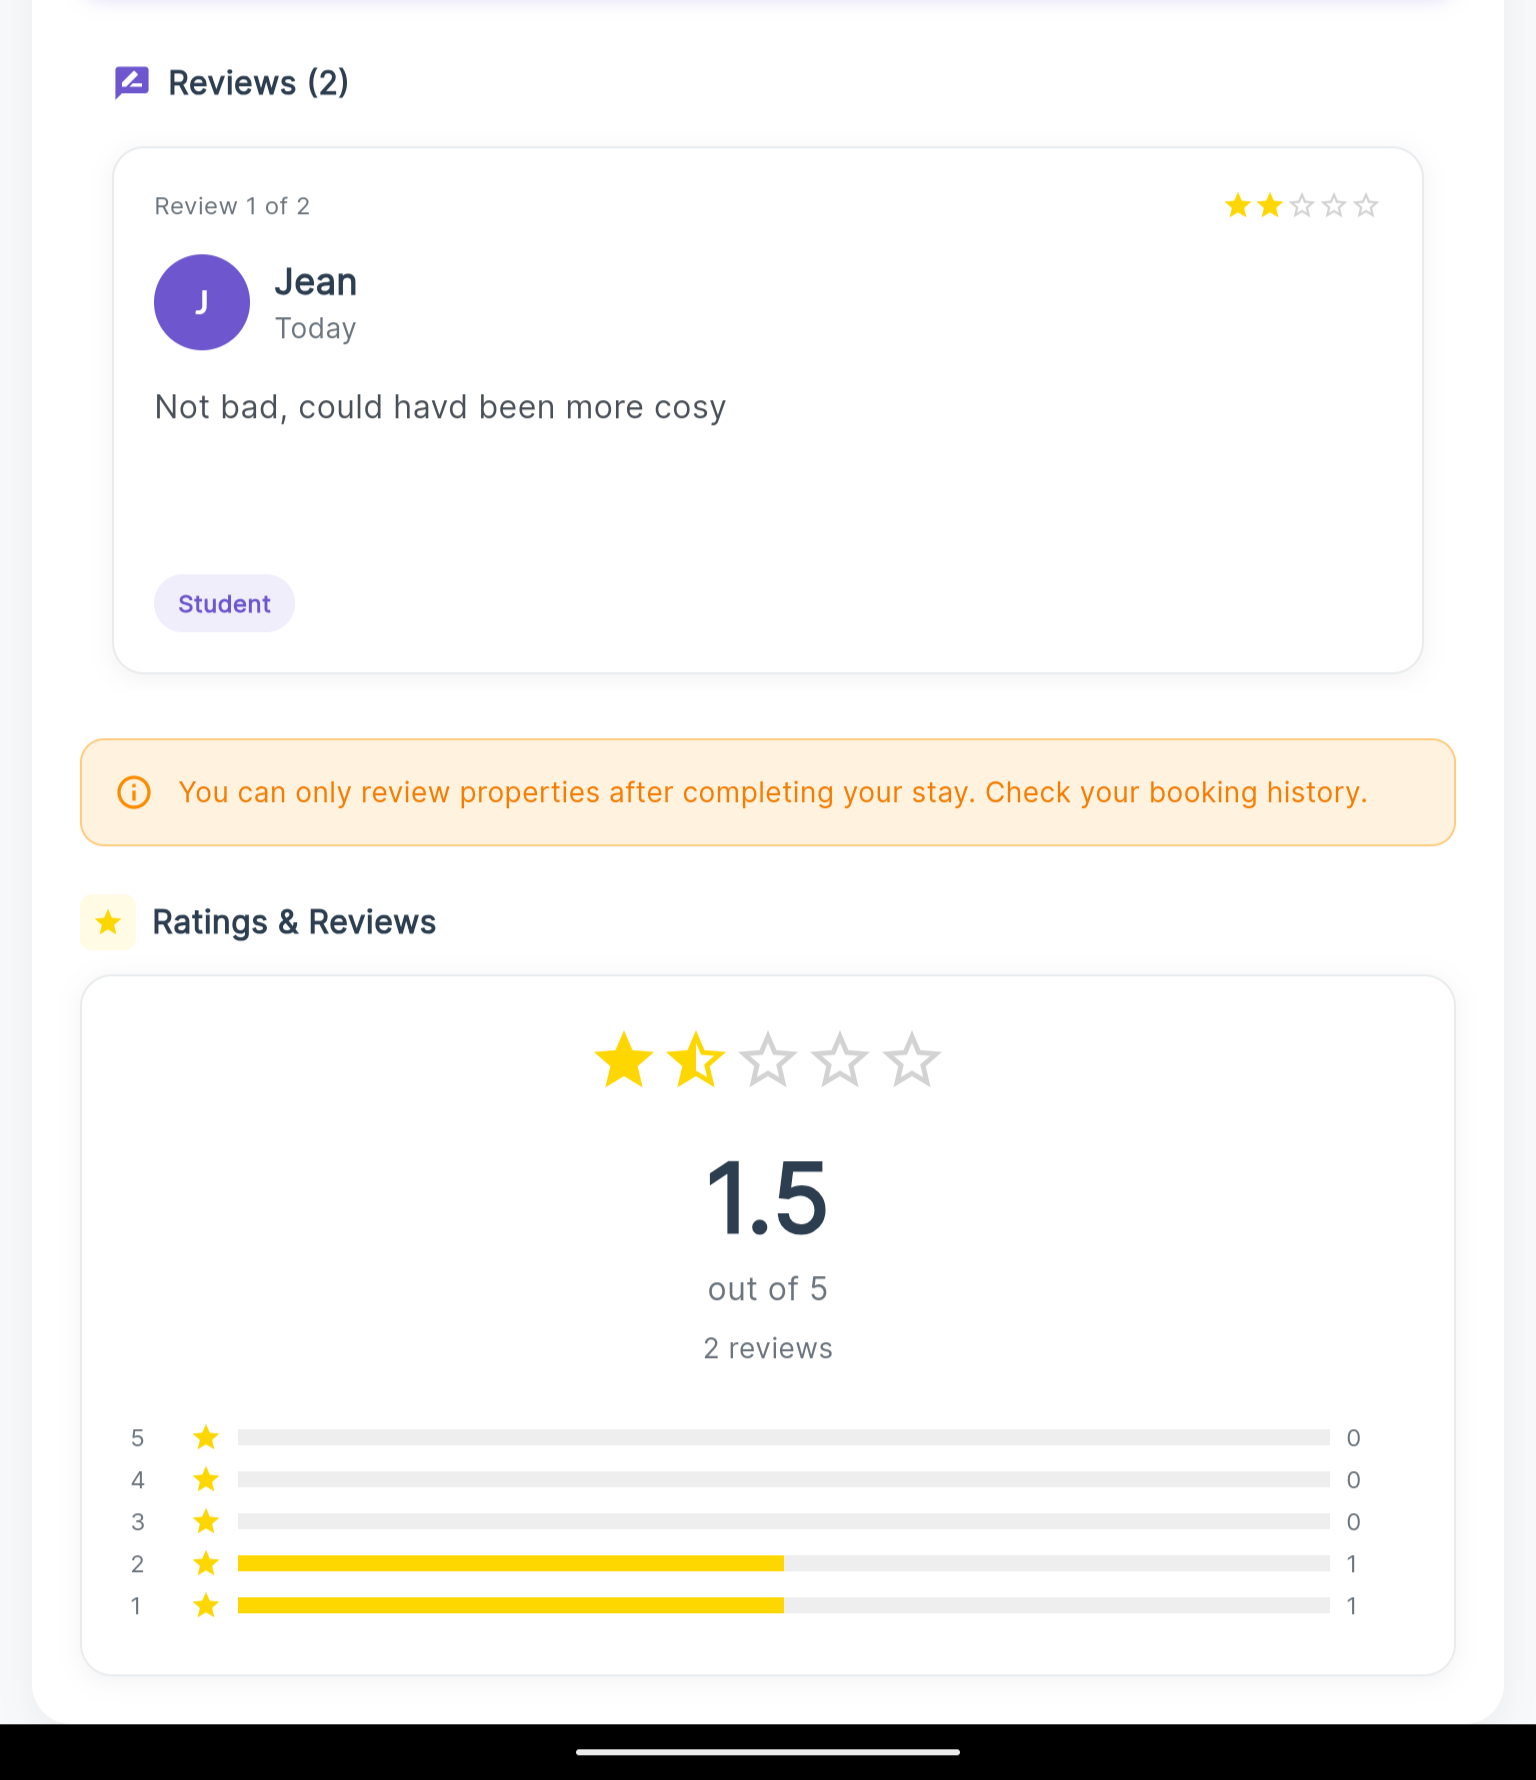 Reviews (2)
Review 1 of 2
J
Jean
Today
Not bad, could havd been more cosy
Student
You can only review properties after completing your stay. Check your booking history.
Ratings & Reviews
1.5
out of 5
2 reviews
5 0
4 0
3 0
2 1
1 1